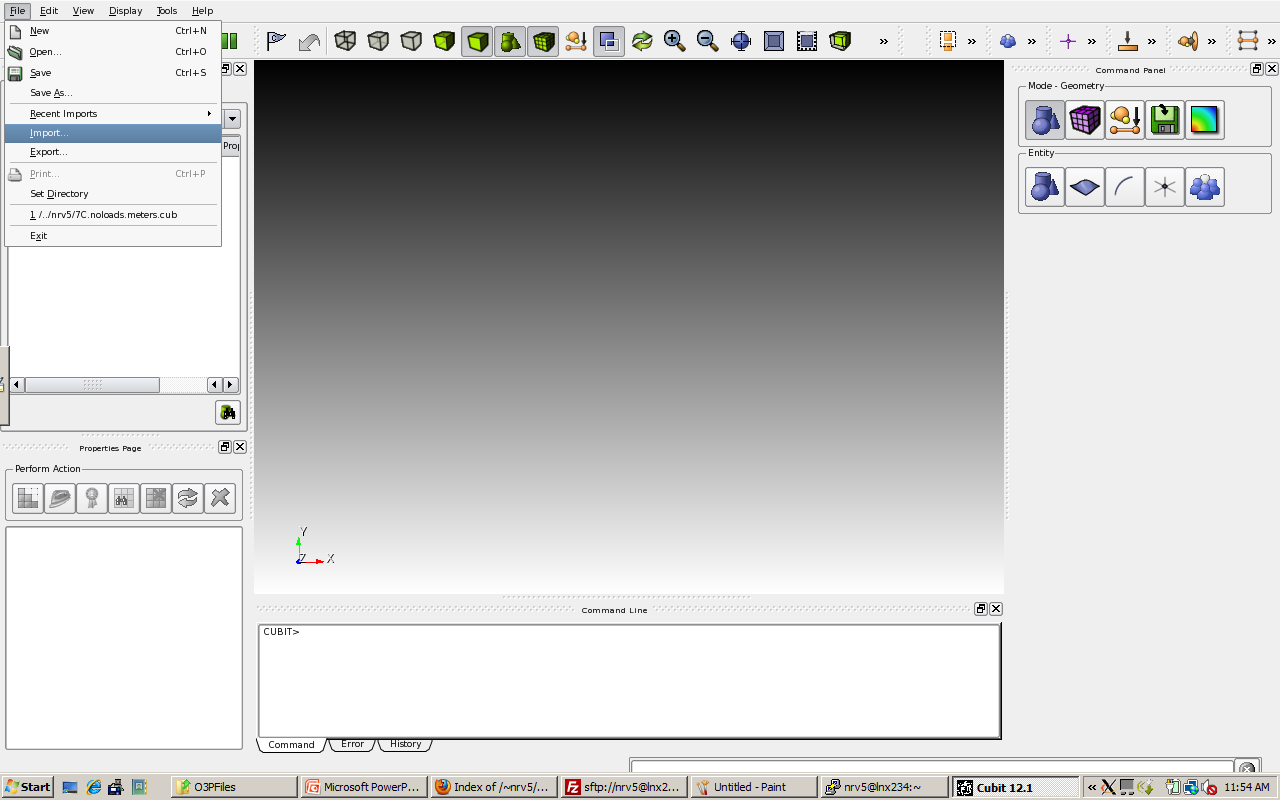 File Edit View Display Tools Help
New Ctrl+N
Open... Ctrl+O
Save Ctrl+S
Save As...
Recent Imports
Import...
Export...
Print... Ctrl+P
Set Directory
1 /../nrv5/7C.noloads.meters.cub
Exit
Prop
» » » » » »
Properties Page
Perform Action
Y
Z X
Command Line
CUBIT>
Command Error History
Command Panel
Mode - Geometry
Entity
Start O3PFiles Microsoft PowerP... Index of /~nrv5/... sftp://nrv5@lnx2... Untitled - Paint nrv5@lnx234:~ Cubit 12.1 « 11:54 AM